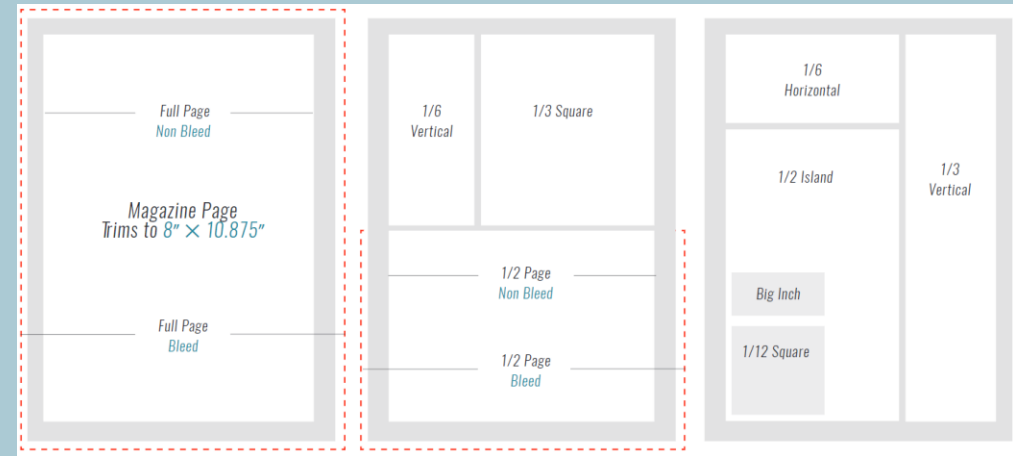 Full Page
Non Bleed
Magazine Page
Trims to 8" × 10.875"
Full Page
Bleed
1/6
Vertical
1/3 Square
1/2 Page
Non Bleed
1/2 Page
Bleed
1/6
Horizontal
1/2 Island
1/3
Vertical
Big Inch
1/12 Square